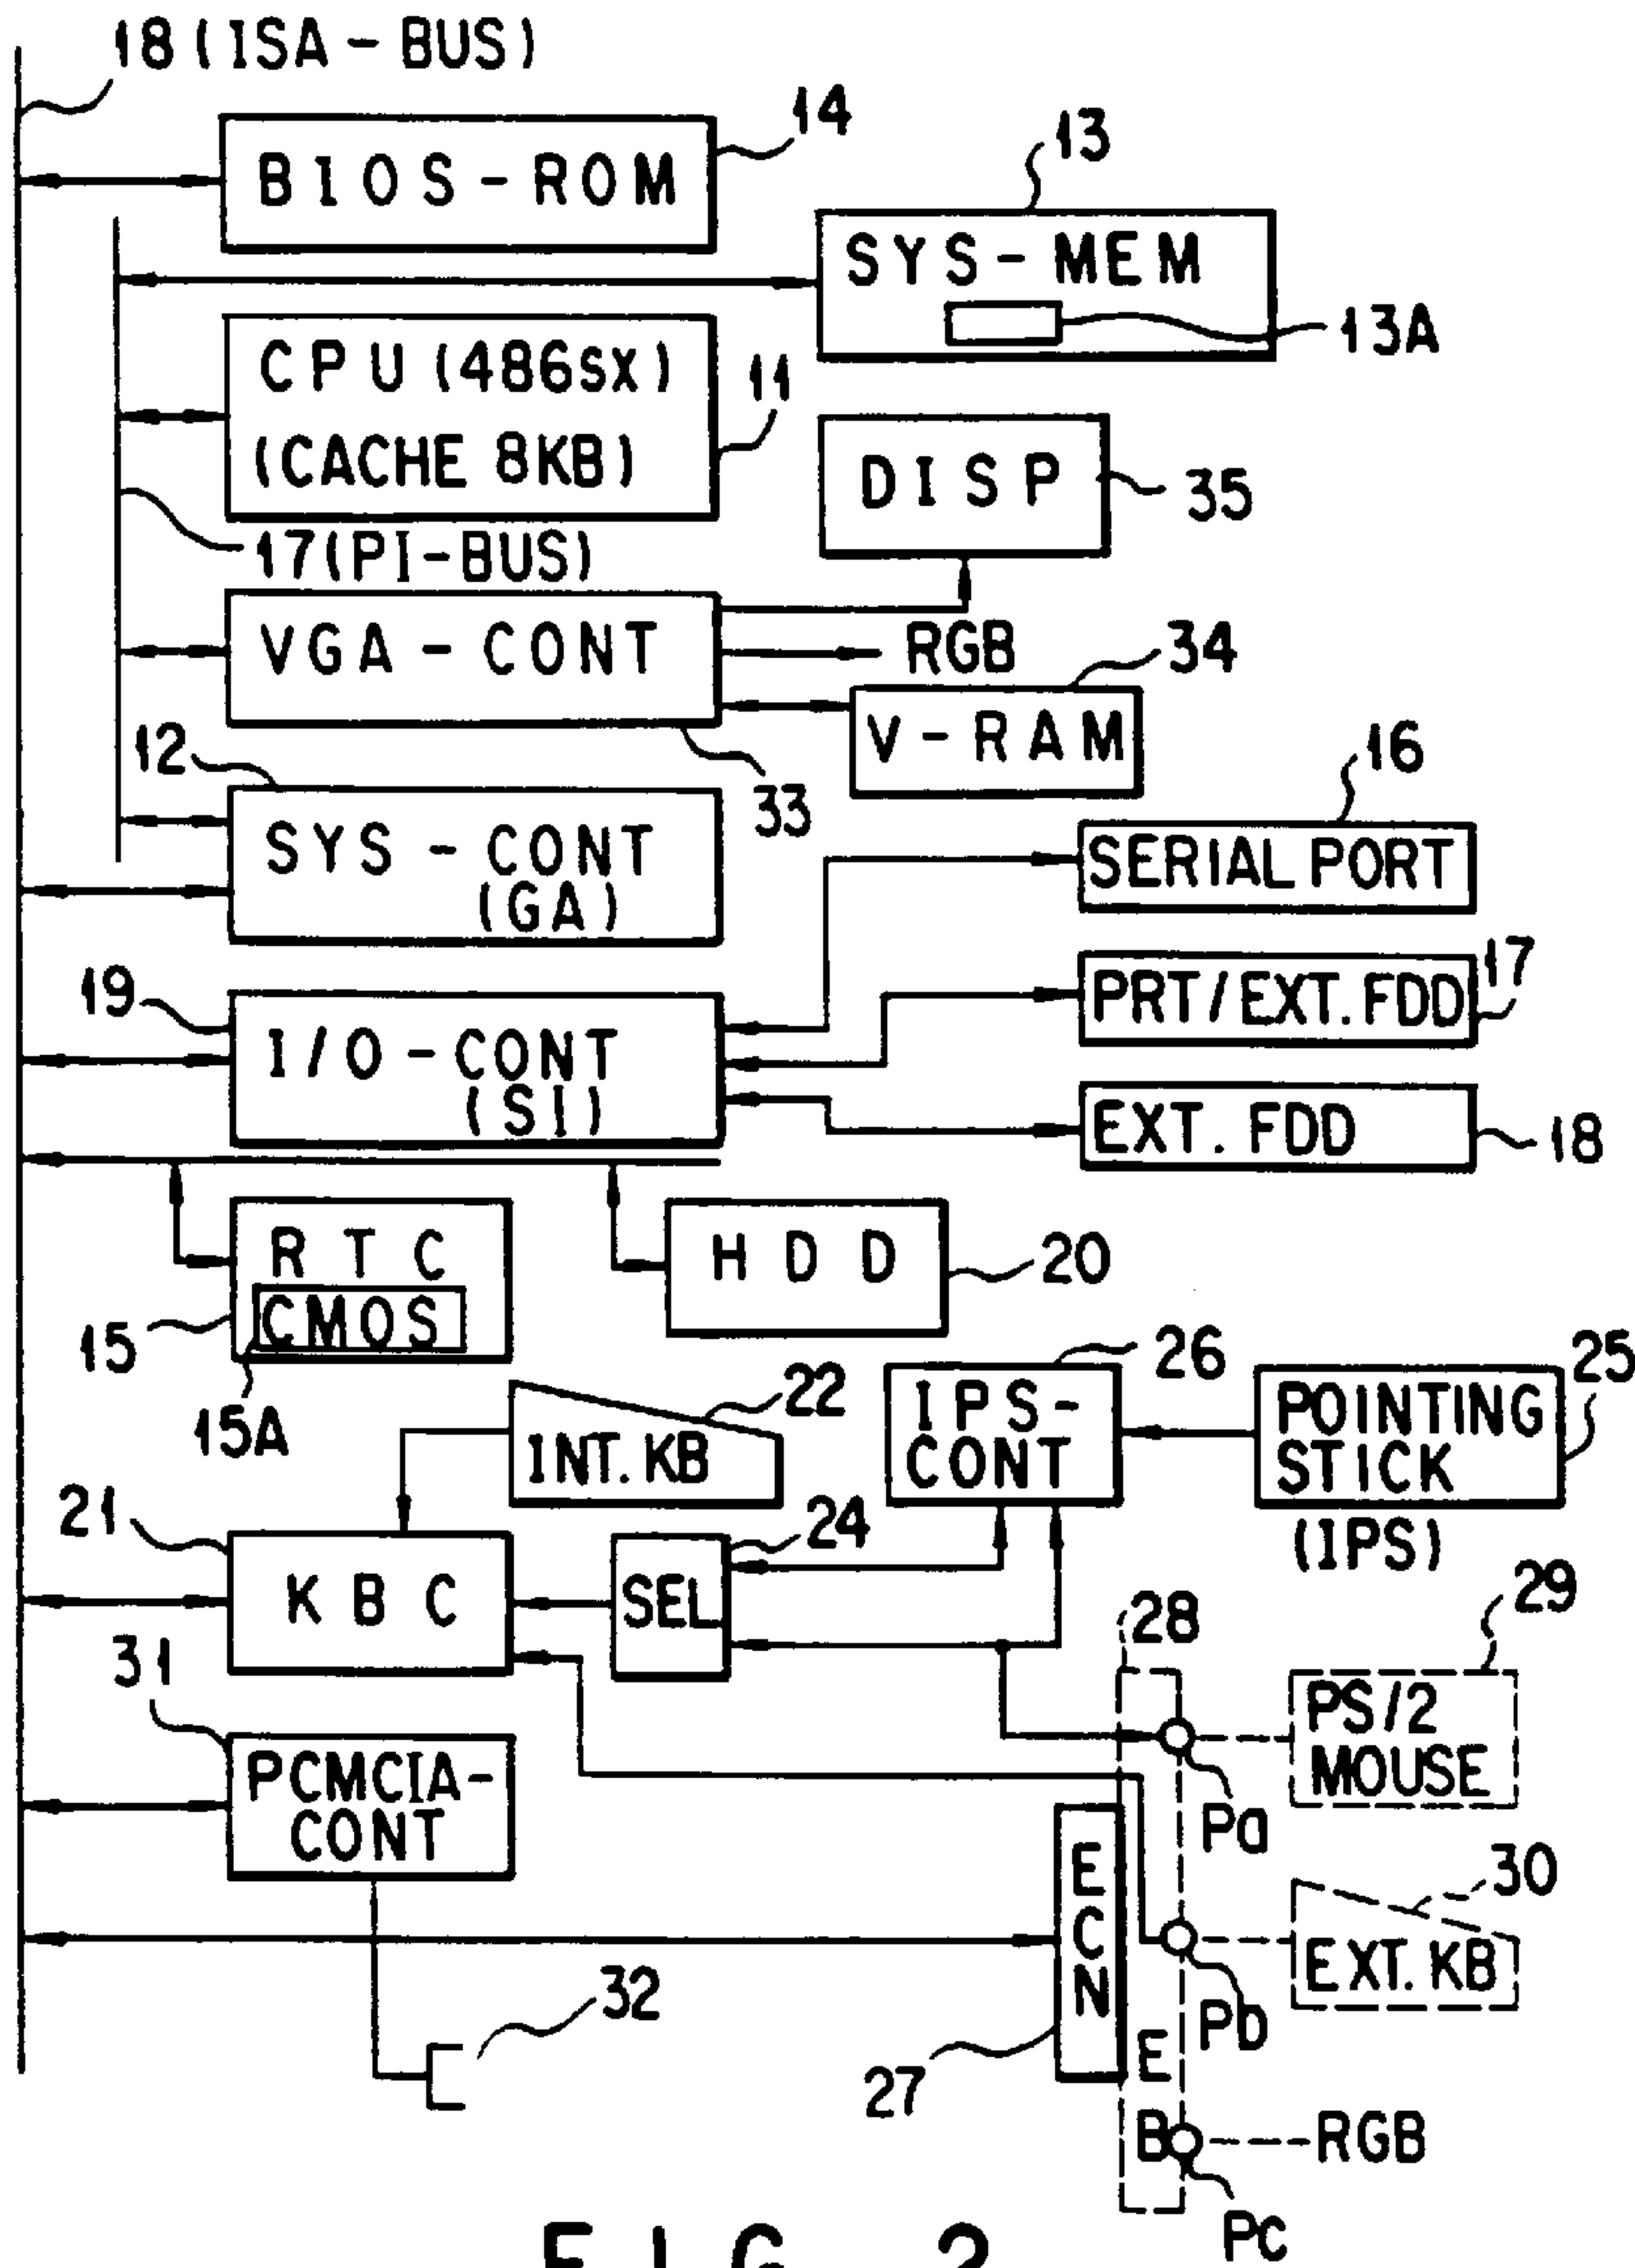 18 (ISA - BUS)
14
BIOS - ROM
13
SYS - MEM
13A
CPU (486SX)
(CACHE 8KB)
11
DISP
35
17 (PI-BUS)
VGA - CONT
RGB
34
V - RAM
12
33
16
SYS - CONT
(GA)
SERIAL PORT
17
19
PRT / EXT. FDD
I/O - CONT
(SI)
EXT. FDD
18
RTC
CMOS
15
15A
HDD
20
26
25
22
INT. KB
IPS-
CONT
POINTING
STICK
(IPS)
21
24
KBC
SEL
28
29
31
PS/2
MOUSE
PCMCIA-
CONT
Pa
ECN
30
EXT. KB
Pb
32
27
EB
RGB
Pc